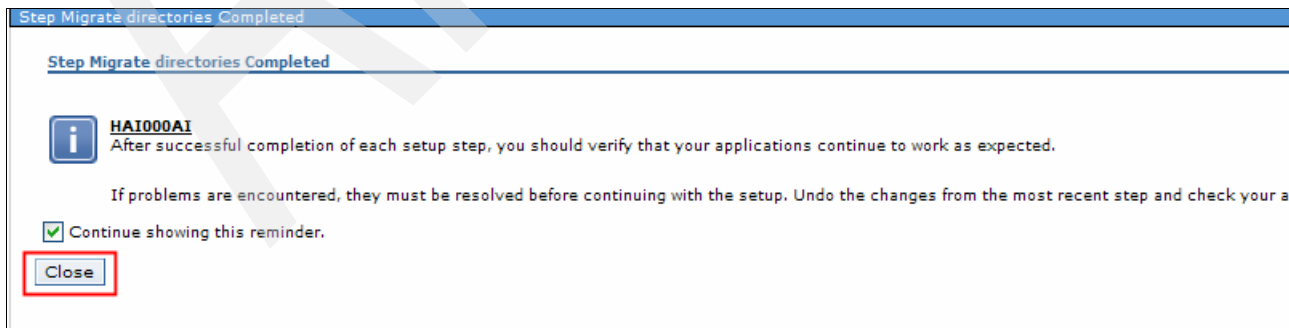 Step Migrate directories Completed
Step Migrate directories Completed
HAI000AI
After successful completion of each setup step, you should verify that your applications continue to work as expected.
If problems are encountered, they must be resolved before continuing with the setup. Undo the changes from the most recent step and check your a
Continue showing this reminder.
Close